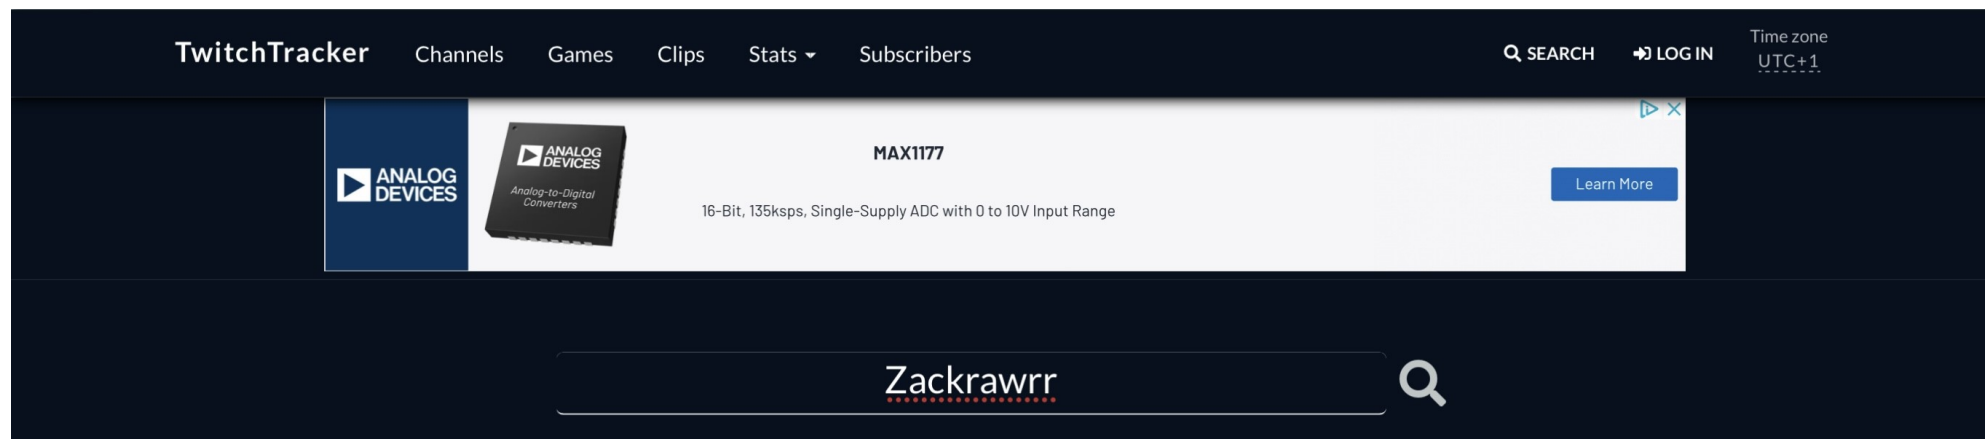 TwitchTracker Channels Games Clips Stats Subscribers SEARCH LOG IN Time zone
UTC+1
ANALOG
DEVICES
ANALOG
DEVICES
Analog-to-Digital
Converters
MAX1177
16-Bit, 135ksps, Single-Supply ADC with 0 to 10V Input Range
Learn More
Zackrawrr